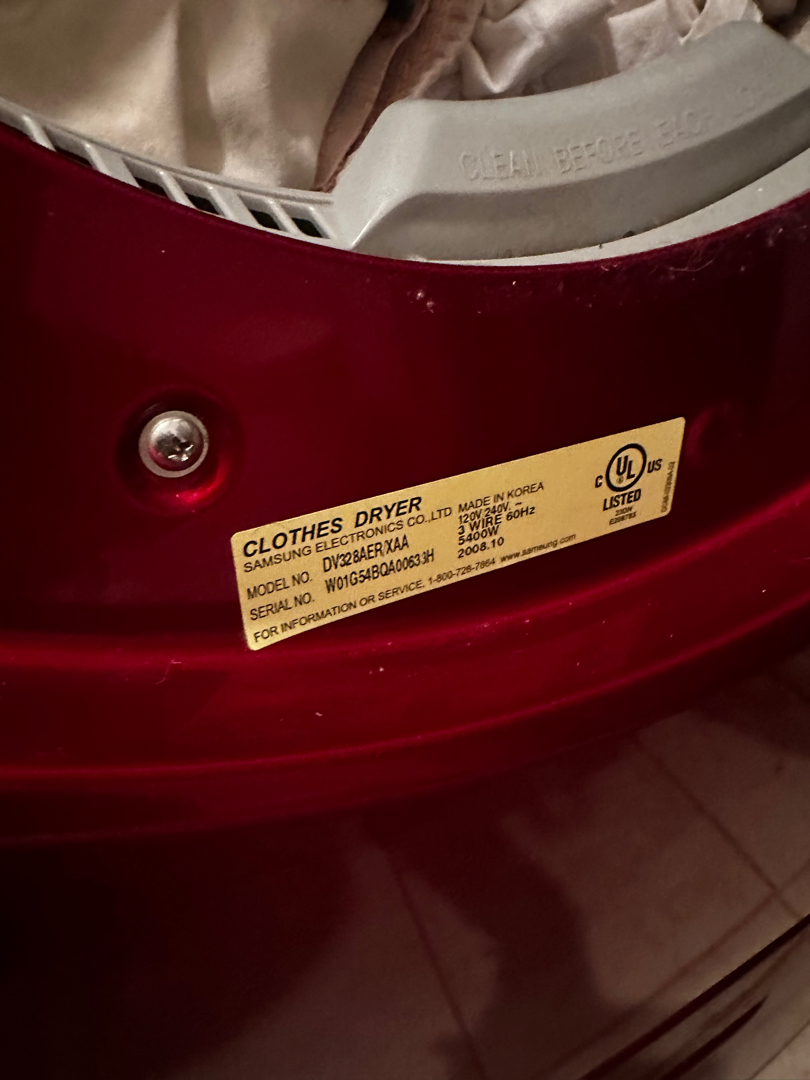 CLEAN BEFORE EACH LOAD
CLOTHES DRYER
SAMSUNG ELECTRONICS CO.,LTD
MODEL NO. DV328AER/XAA
SERIAL NO. W01G54BQA00633H
MADE IN KOREA
120V/240V. ~
3 WIRE 60Hz
5400W
2008.10
FOR INFORMATION OR SERVICE, 1-800-726-7864 www.samsung.com
C UL US
LISTED